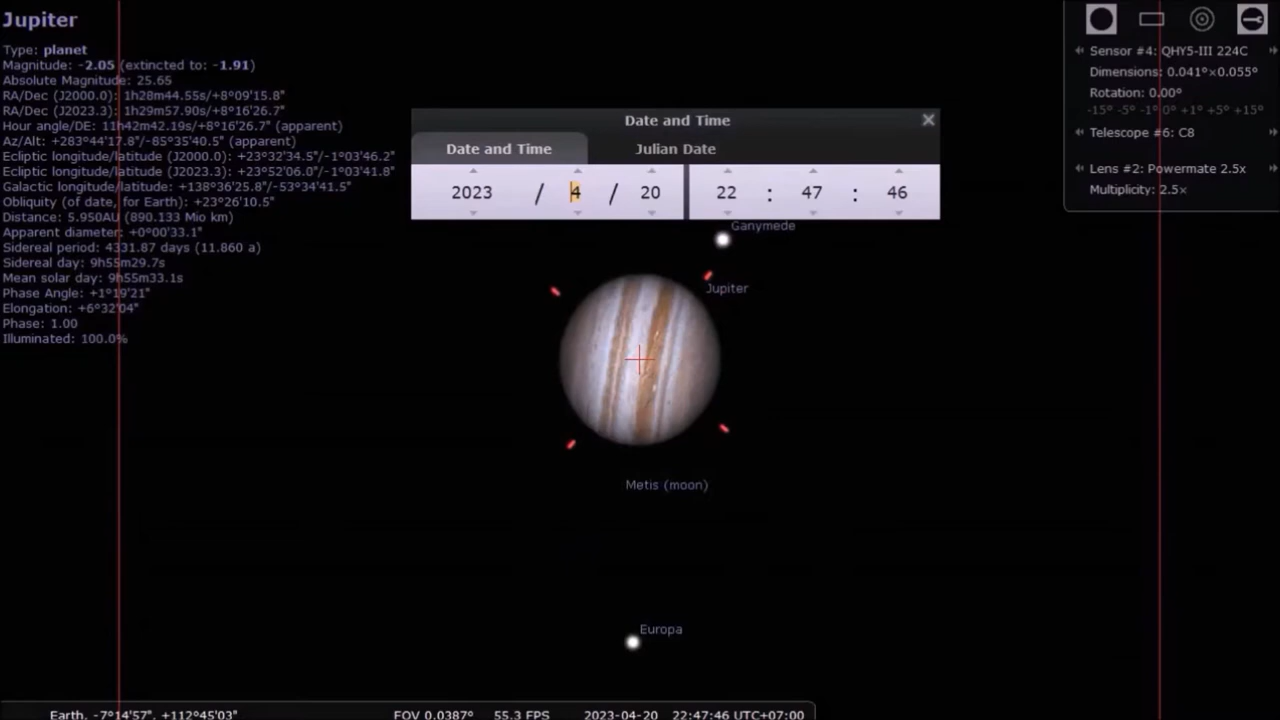 Jupiter
Type: planet
Magnitude: -2.05 (extincted to: -1.91)
Absolute Magnitude: 25.65
RA/Dec (J2000.0): 1h28m44.55s/+8°09'15.8"
RA/Dec (J2023.3): 1h29m57.90s/+8°16'26.7"
Hour angle/DE: 11h42m42.19s/+8°16'26.7" (apparent)
Az/Alt: +283°44'17.8"/-85°35'40.5" (apparent)
Ecliptic longitude/latitude (J2000.0): +23°32'34.5"/-1°03'46.2"
Ecliptic longitude/latitude (J2023.3): +23°52'06.0"/-1°03'41.8"
Galactic longitude/latitude: +138°36'25.8"/-53°34'41.5"
Obliquity (of date, for Earth): +23°26'10.5"
Distance: 5.950AU (890.133 Mio km)
Apparent diameter: +0°00'33.1"
Sidereal period: 4331.87 days (11.860 a)
Sidereal day: 9h55m29.7s
Mean solar day: 9h55m33.1s
Phase Angle: +1°19'21"
Elongation: +6°32'04"
Phase: 1.00
Illuminated: 100.0%
Date and Time
Date and Time Julian Date
2023 / 4 / 20 22 : 47 : 46
Sensor #4: QHY5-III 224C
Dimensions: 0.041°×0.055°
Rotation: 0.00°
-15° -5° -1° 0° +1° +5° +15°
Telescope #6: C8
Lens #2: Powermate 2.5x
Multiplicity: 2.5×
Ganymede
Jupiter
Metis (moon)
Europa
Earth, -7°14'57", +112°45'03" FOV 0.0387° 55.3 FPS 2023-04-20 22:47:46 UTC+07:00